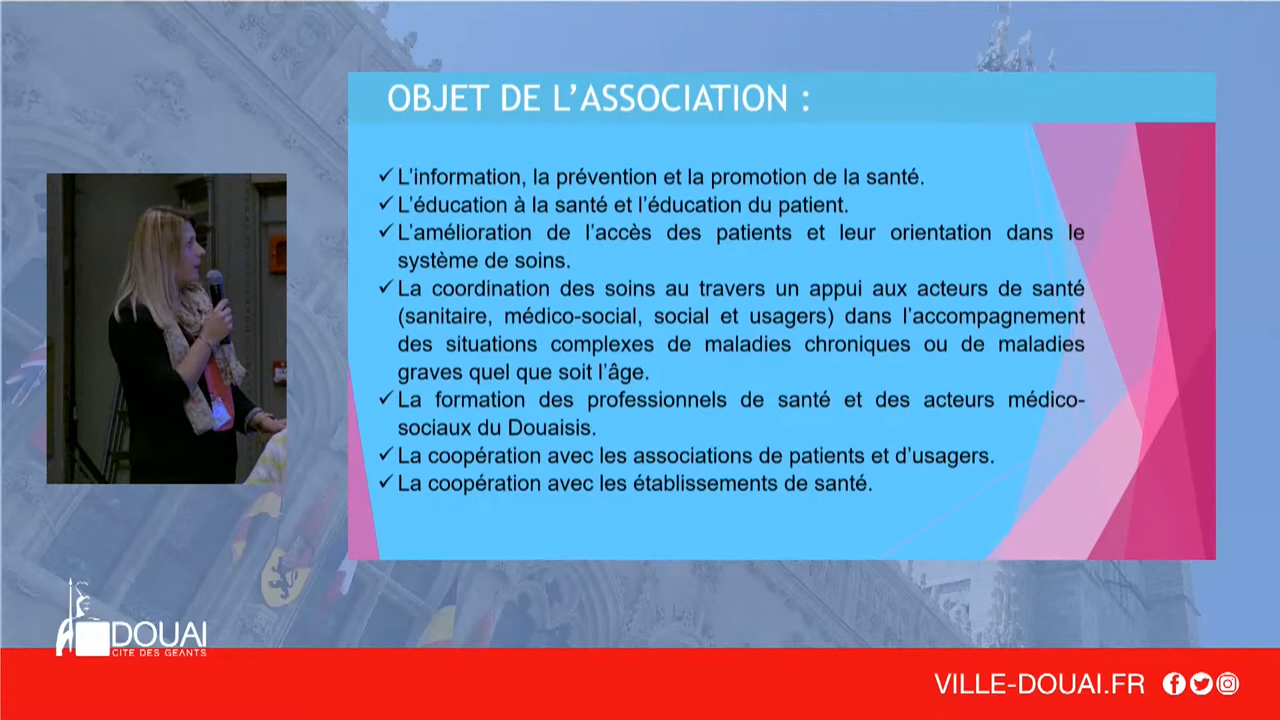 OBJET DE L’ASSOCIATION :
✓L’information, la prévention et la promotion de la santé.
✓L’éducation à la santé et l’éducation du patient.
✓L’amélioration de l’accès des patients et leur orientation dans le
système de soins.
✓La coordination des soins au travers un appui aux acteurs de santé
(sanitaire, médico-social, social et usagers) dans l’accompagnement
des situations complexes de maladies chroniques ou de maladies
graves quel que soit l’âge.
✓La formation des professionnels de santé et des acteurs médico-
sociaux du Douaisis.
✓La coopération avec les associations de patients et d’usagers.
✓La coopération avec les établissements de santé.
DOUAI
CITE DES GEANTS
VILLE-DOUAI.FR